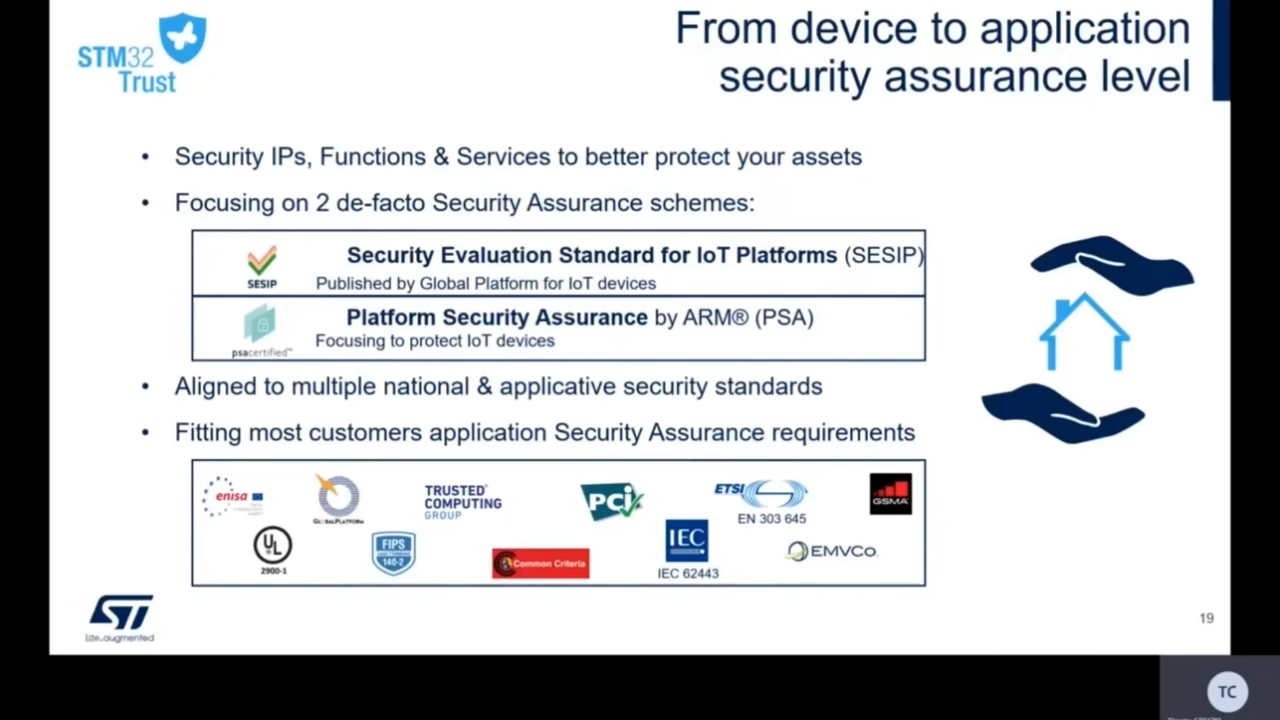 STM32
Trust
From device to application
security assurance level
• Security IPs, Functions & Services to better protect your assets
• Focusing on 2 de-facto Security Assurance schemes:
SESIP
Security Evaluation Standard for IoT Platforms (SESIP)
Published by Global Platform for IoT devices
psacertified™
Platform Security Assurance by ARM® (PSA)
Focusing to protect IoT devices
• Aligned to multiple national & applicative security standards
• Fitting most customers application Security Assurance requirements
enisa
GLOBALPLATFORM
TRUSTED
COMPUTING
GROUP
PCi
ETSI
EN 303 645
GSMA
UL
2900-1
FIPS
140-2
Common Criteria
IEC
IEC 62443
EMVCo
ST
life.augmented
19
TC